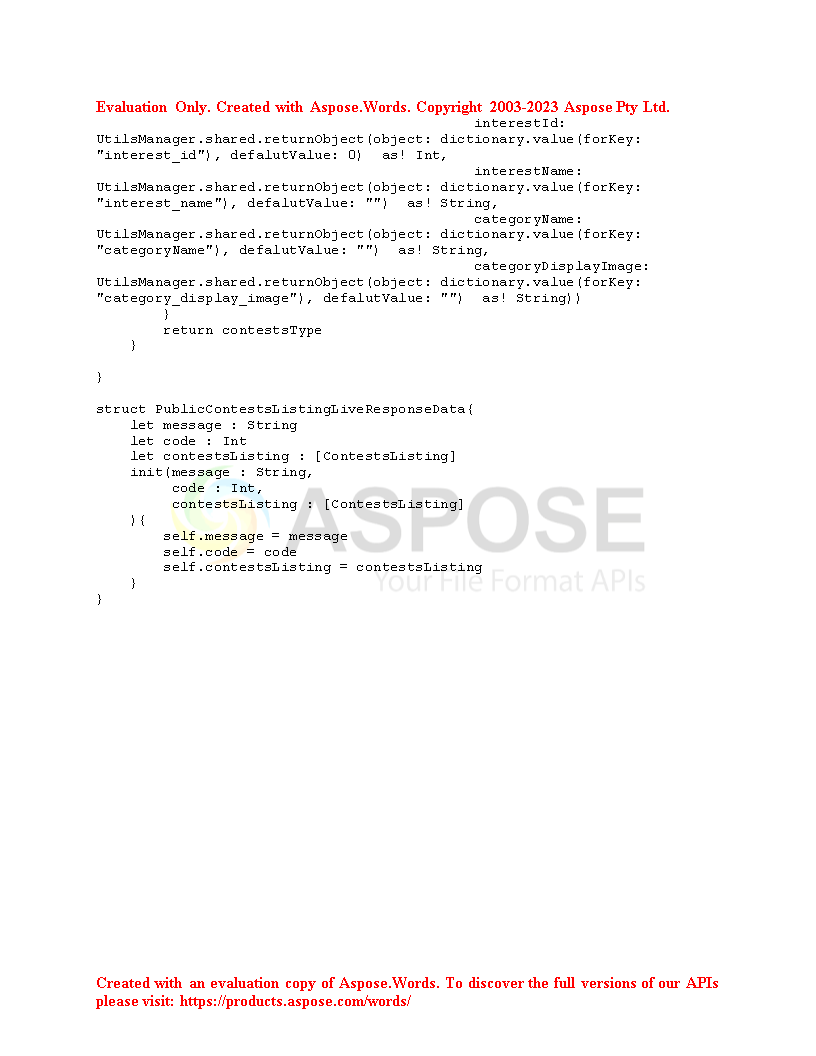 Evaluation Only. Created with Aspose.Words. Copyright 2003-2023 Aspose Pty Ltd.
interestId:
UtilsManager.shared.returnObject(object: dictionary.value(forKey:
"interest_id"), defalutValue: 0)  as! Int,
interestName:
UtilsManager.shared.returnObject(object: dictionary.value(forKey:
"interest_name"), defalutValue: "")  as! String,
categoryName:
UtilsManager.shared.returnObject(object: dictionary.value(forKey:
"categoryName"), defalutValue: "")  as! String,
categoryDisplayImage:
UtilsManager.shared.returnObject(object: dictionary.value(forKey:
"category_display_image"), defalutValue: "")  as! String))
        }
        return contestsType
    }
}
struct PublicContestsListingLiveResponseData{
    let message : String
    let code : Int
    let contestsListing : [ContestsListing]
    init(message : String,
         code : Int,
         contestsListing : [ContestsListing]
    ){
        self.message = message
        self.code = code
        self.contestsListing = contestsListing
    }
}
ASPOSE
Your File Format APIs
Created with an evaluation copy of Aspose.Words. To discover the full versions of our APIs
please visit: https://products.aspose.com/words/